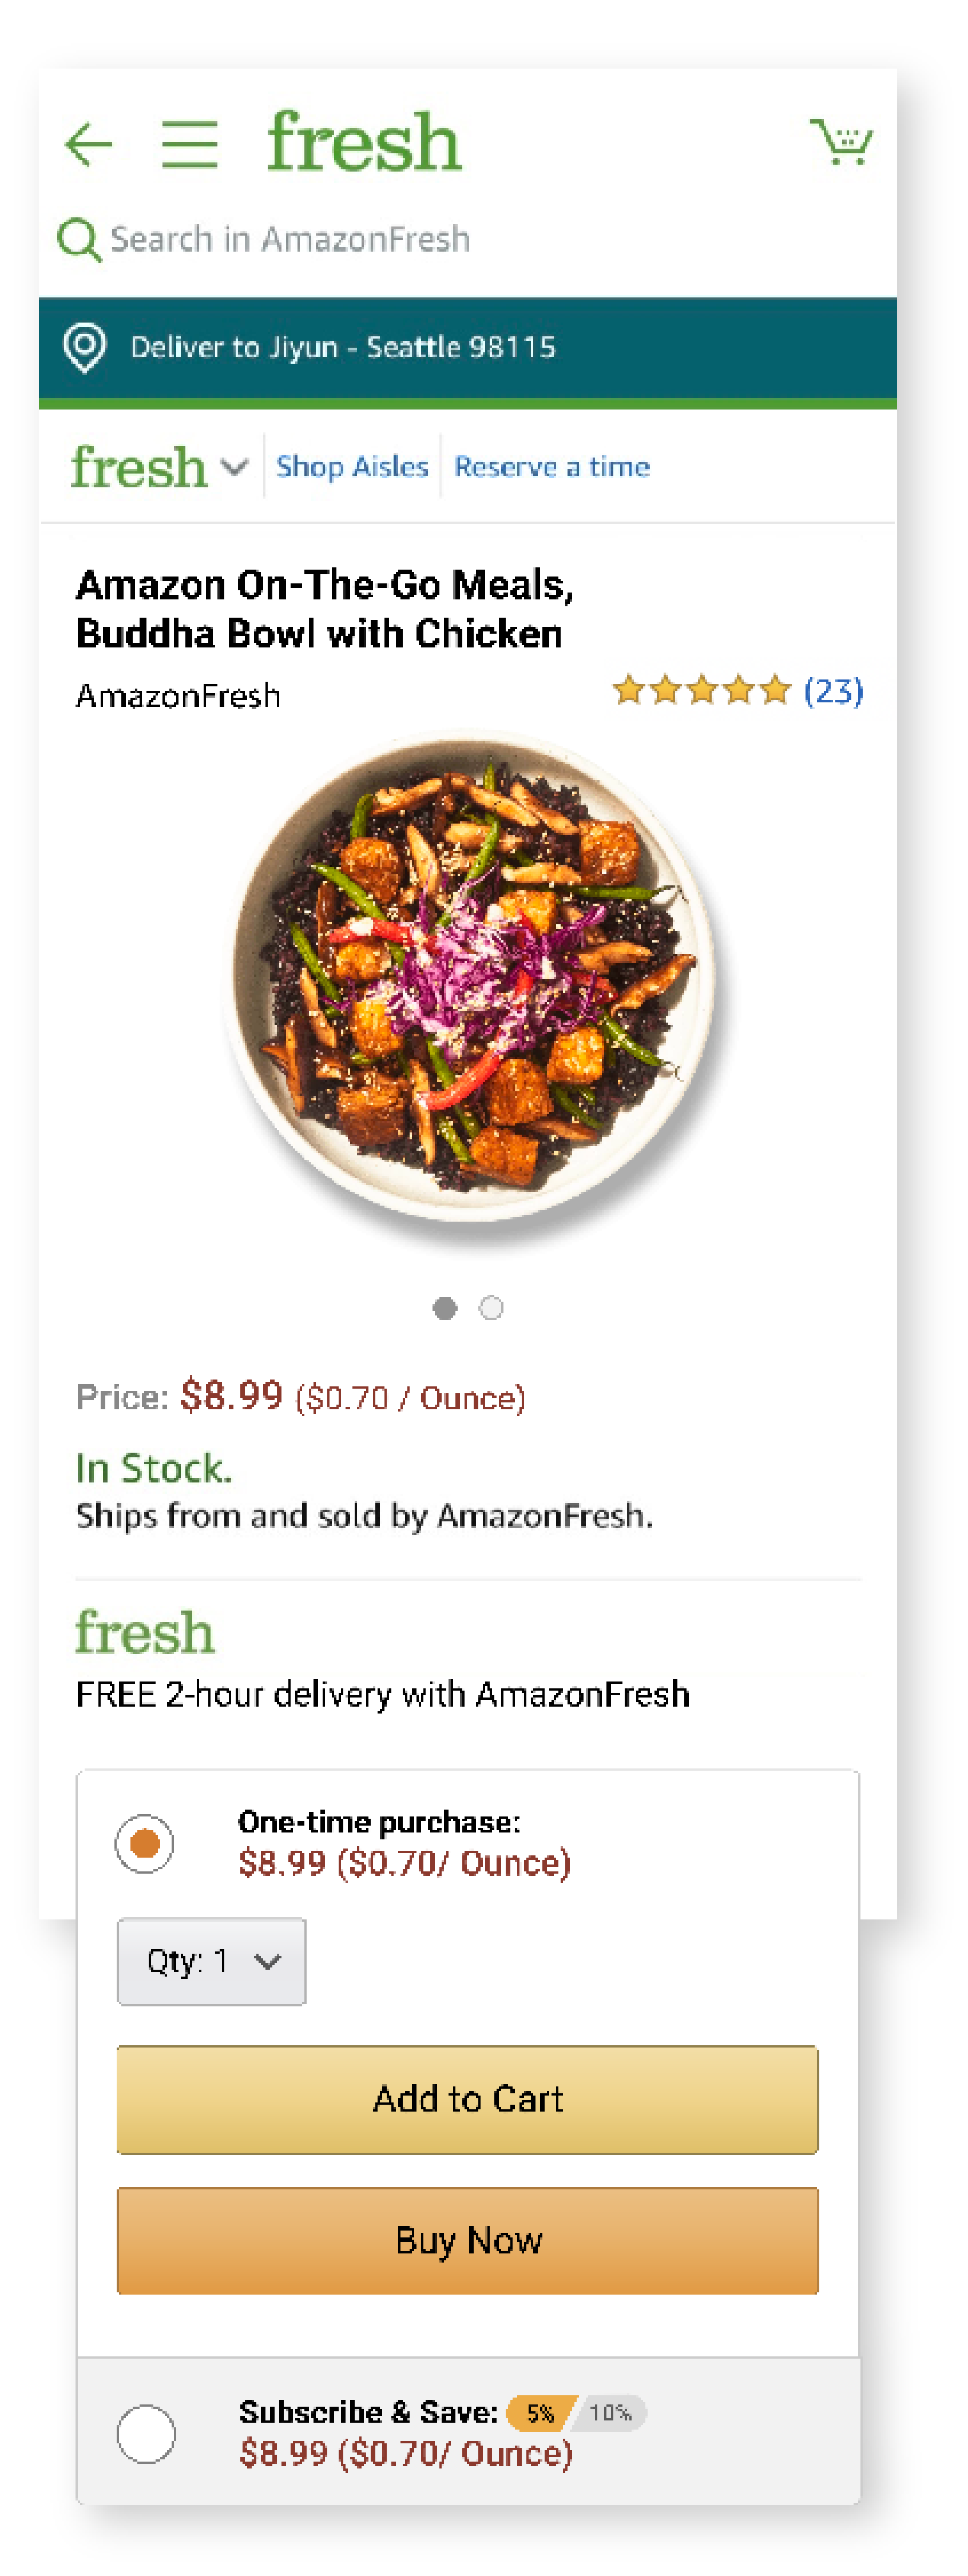 fresh
Search in AmazonFresh
Deliver to Jiyun - Seattle 98115
fresh Shop Aisles Reserve a time
Amazon On-The-Go Meals,
Buddha Bowl with Chicken
AmazonFresh (23)
Price: $8.99 ($0.70 / Ounce)
In Stock.
Ships from and sold by AmazonFresh.
fresh
FREE 2-hour delivery with AmazonFresh
One-time purchase:
$8.99 ($0.70/ Ounce)
Qty: 1
Add to Cart
Buy Now
Subscribe & Save: 5% 10%
$8.99 ($0.70/ Ounce)